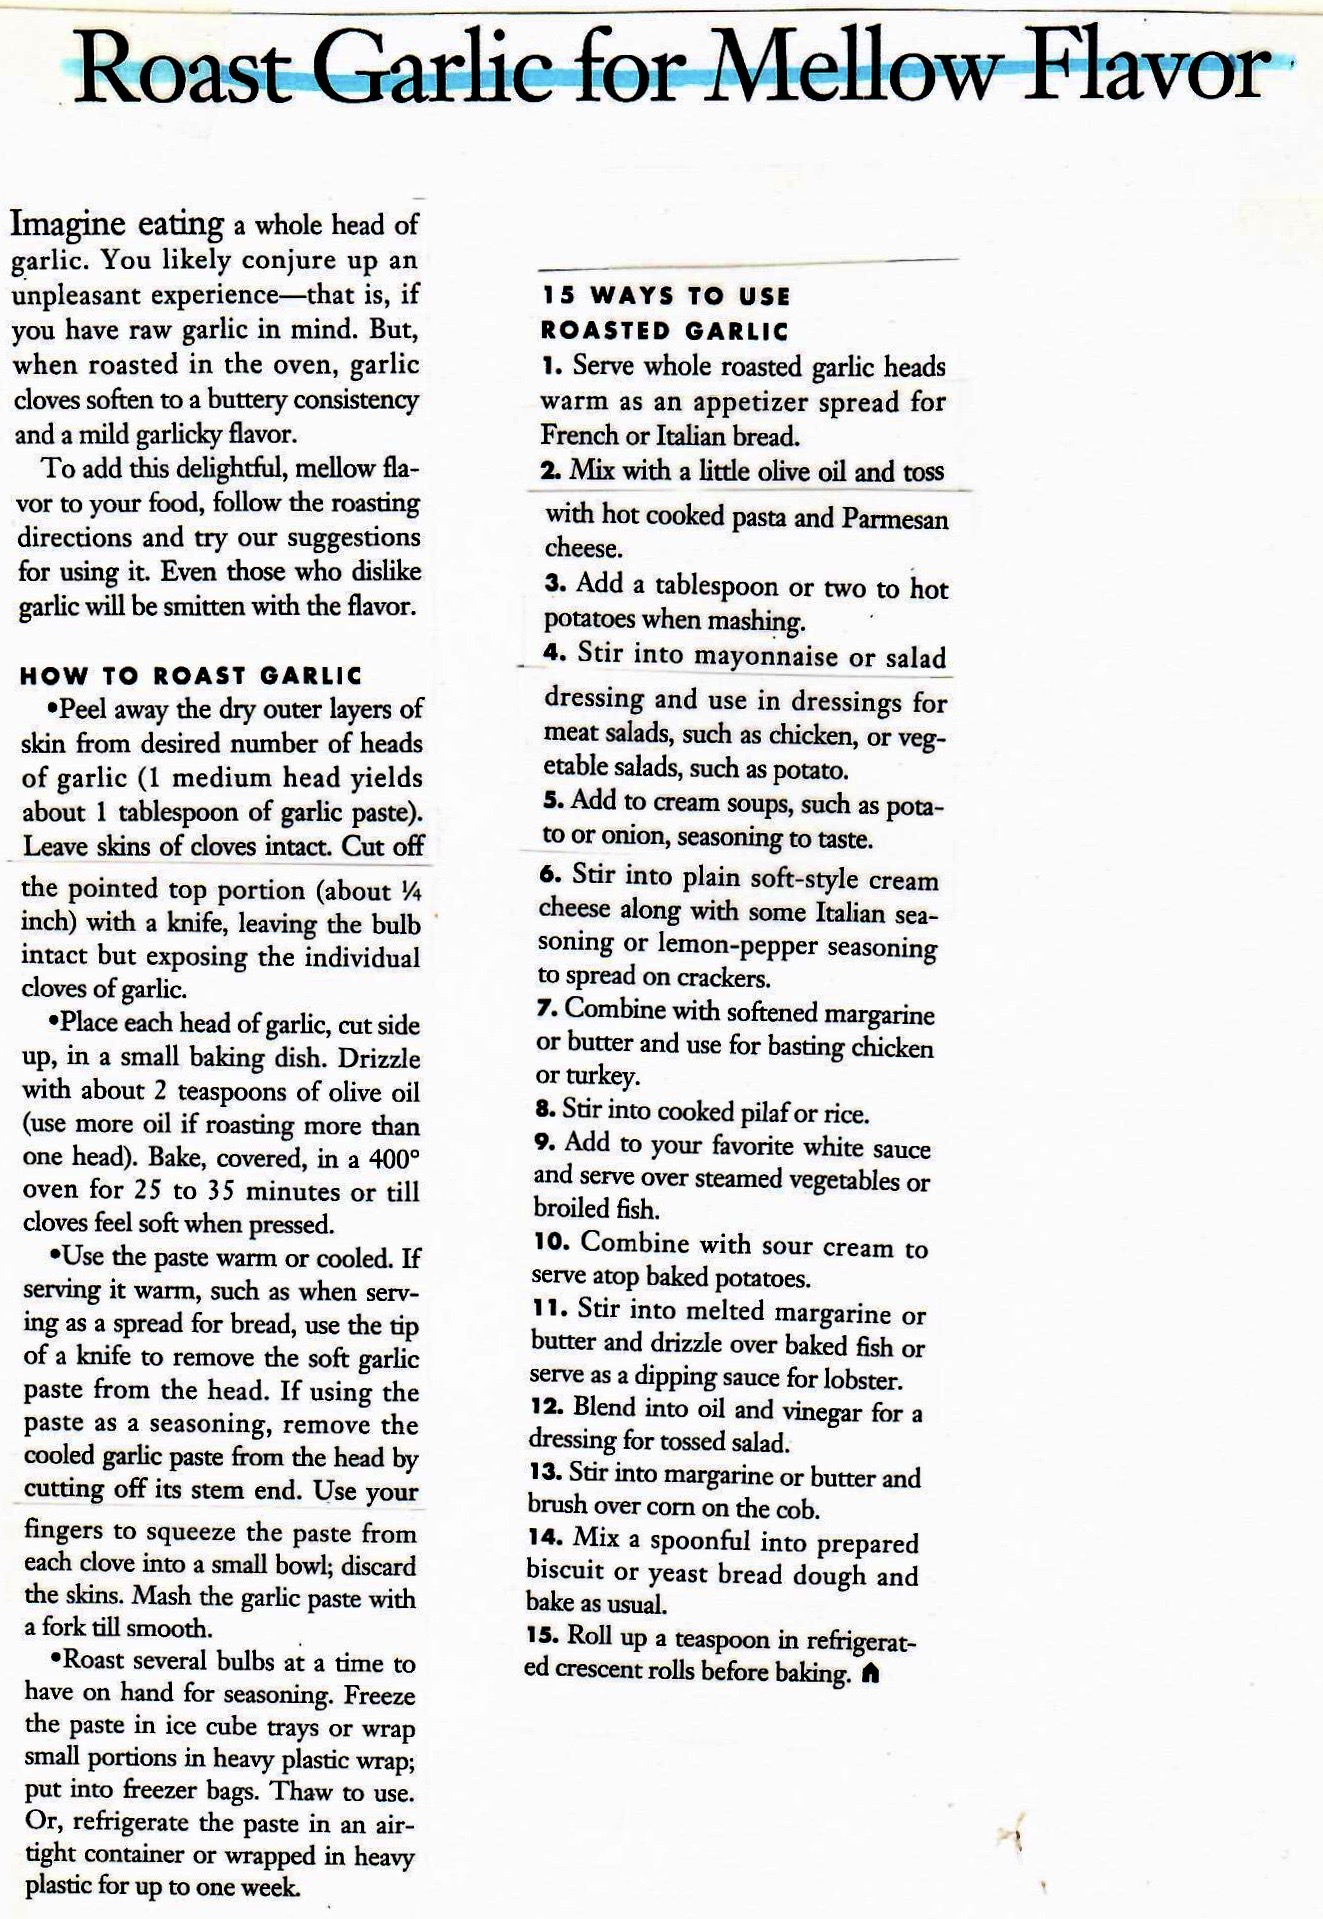 Roast Garlic for Mellow Flavor
Imagine eating a whole head of
garlic. You likely conjure up an
unpleasant experience—that is, if
you have raw garlic in mind. But,
when roasted in the oven, garlic
cloves soften to a buttery consistency
and a mild garlicky flavor.
To add this delightful, mellow fla-
vor to your food, follow the roasting
directions and try our suggestions
for using it. Even those who dislike
garlic will be smitten with the flavor.
HOW TO ROAST GARLIC
•Peel away the dry outer layers of
skin from desired number of heads
of garlic (1 medium head yields
about 1 tablespoon of garlic paste).
Leave skins of cloves intact. Cut off
the pointed top portion (about ¼
inch) with a knife, leaving the bulb
intact but exposing the individual
cloves of garlic.
•Place each head of garlic, cut side
up, in a small baking dish. Drizzle
with about 2 teaspoons of olive oil
(use more oil if roasting more than
one head). Bake, covered, in a 400°
oven for 25 to 35 minutes or till
cloves feel soft when pressed.
•Use the paste warm or cooled. If
serving it warm, such as when serv-
ing as a spread for bread, use the tip
of a knife to remove the soft garlic
paste from the head. If using the
paste as a seasoning, remove the
cooled garlic paste from the head by
cutting off its stem end. Use your
fingers to squeeze the paste from
each clove into a small bowl; discard
the skins. Mash the garlic paste with
a fork till smooth.
•Roast several bulbs at a time to
have on hand for seasoning. Freeze
the paste in ice cube trays or wrap
small portions in heavy plastic wrap;
put into freezer bags. Thaw to use.
Or, refrigerate the paste in an air-
tight container or wrapped in heavy
plastic for up to one week.
15 WAYS TO USE
ROASTED GARLIC
1. Serve whole roasted garlic heads
warm as an appetizer spread for
French or Italian bread.
2. Mix with a little olive oil and toss
with hot cooked pasta and Parmesan
cheese.
3. Add a tablespoon or two to hot
potatoes when mashing.
4. Stir into mayonnaise or salad
dressing and use in dressings for
meat salads, such as chicken, or veg-
etable salads, such as potato.
5. Add to cream soups, such as pota-
to or onion, seasoning to taste.
6. Stir into plain soft-style cream
cheese along with some Italian sea-
soning or lemon-pepper seasoning
to spread on crackers.
7. Combine with softened margarine
or butter and use for basting chicken
or turkey.
8. Stir into cooked pilaf or rice.
9. Add to your favorite white sauce
and serve over steamed vegetables or
broiled fish.
10. Combine with sour cream to
serve atop baked potatoes.
11. Stir into melted margarine or
butter and drizzle over baked fish or
serve as a dipping sauce for lobster.
12. Blend into oil and vinegar for a
dressing for tossed salad.
13. Stir into margarine or butter and
brush over corn on the cob.
14. Mix a spoonful into prepared
biscuit or yeast bread dough and
bake as usual.
15. Roll up a teaspoon in refrigerat-
ed crescent rolls before baking.